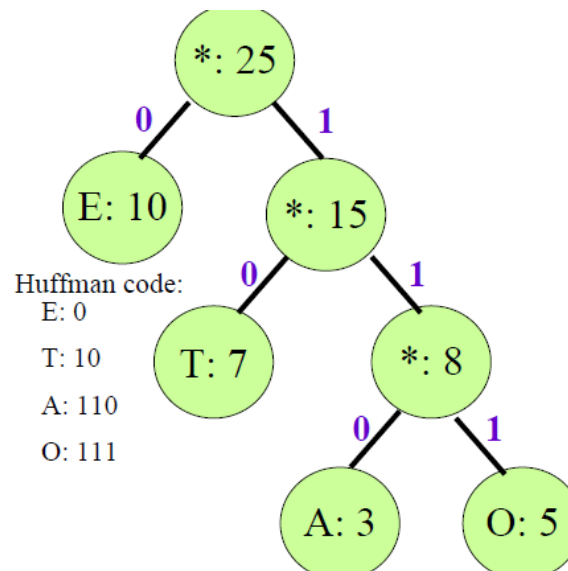 *: 25
0 1
E: 10 *: 15
0 1
Huffman code:
E: 0
T: 10
A: 110
O: 111
T: 7 *: 8
0 1
A: 3 O: 5